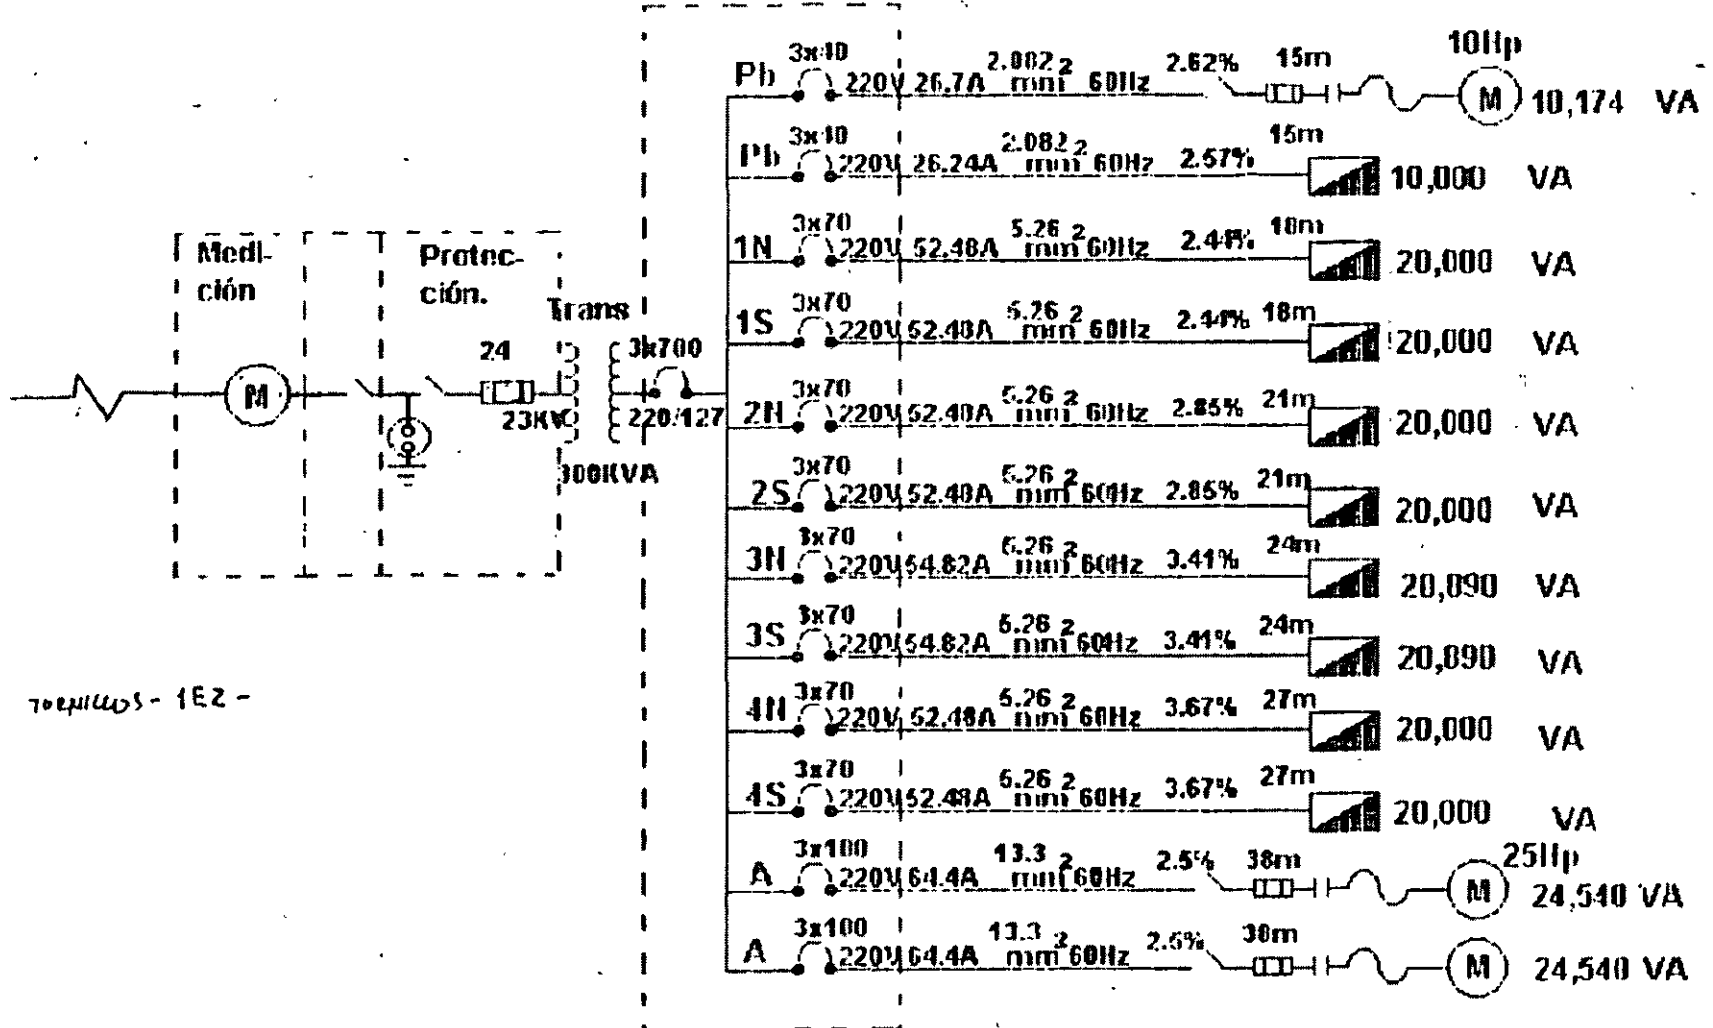 Medi-
ción
Protec-
ción.
Trans
24
23KV
300KVA
3x700
220/127
Pb 3x40 220V 26.7A 2.082 mm2 60Hz 2.62% 15m 10Hp M 10,174 VA
Pb 3x40 220V 26.24A 2.082 mm2 60Hz 2.57% 15m 10,000 VA
1N 3x70 220V 52.48A 5.26 mm2 60Hz 2.44% 18m 20,000 VA
1S 3x70 220V 52.48A 5.26 mm2 60Hz 2.44% 18m 20,000 VA
M
2N 3x70 220V 52.48A 5.26 mm2 60Hz 2.85% 21m 20,000 VA
2S 3x70 220V 52.48A 5.26 mm2 60Hz 2.85% 21m 20,000 VA
3N 3x70 220V 54.82A 5.26 mm2 60Hz 3.41% 24m 20,890 VA
3S 3x70 220V 54.82A 5.26 mm2 60Hz 3.41% 24m 20,890 VA
TORNILLOS - 1E2 -
4N 3x70 220V 52.48A 5.26 mm2 60Hz 3.67% 27m 20,000 VA
4S 3x70 220V 52.48A 5.26 mm2 60Hz 3.67% 27m 20,000 VA
A 3x100 220V 64.4A 13.3 mm2 60Hz 2.5% 38m 25Hp M 24,540 VA
A 3x100 220V 64.4A 13.3 mm2 60Hz 2.5% 38m M 24,540 VA